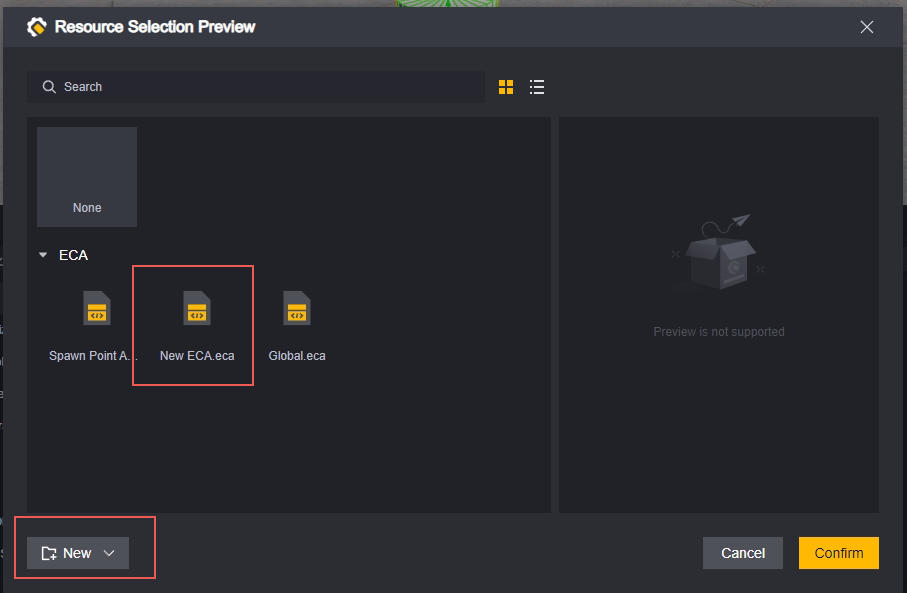 Resource Selection Preview
Search
None
ECA
Spawn Point A...
New ECA.eca
Global.eca
Preview is not supported
New
Cancel
Confirm